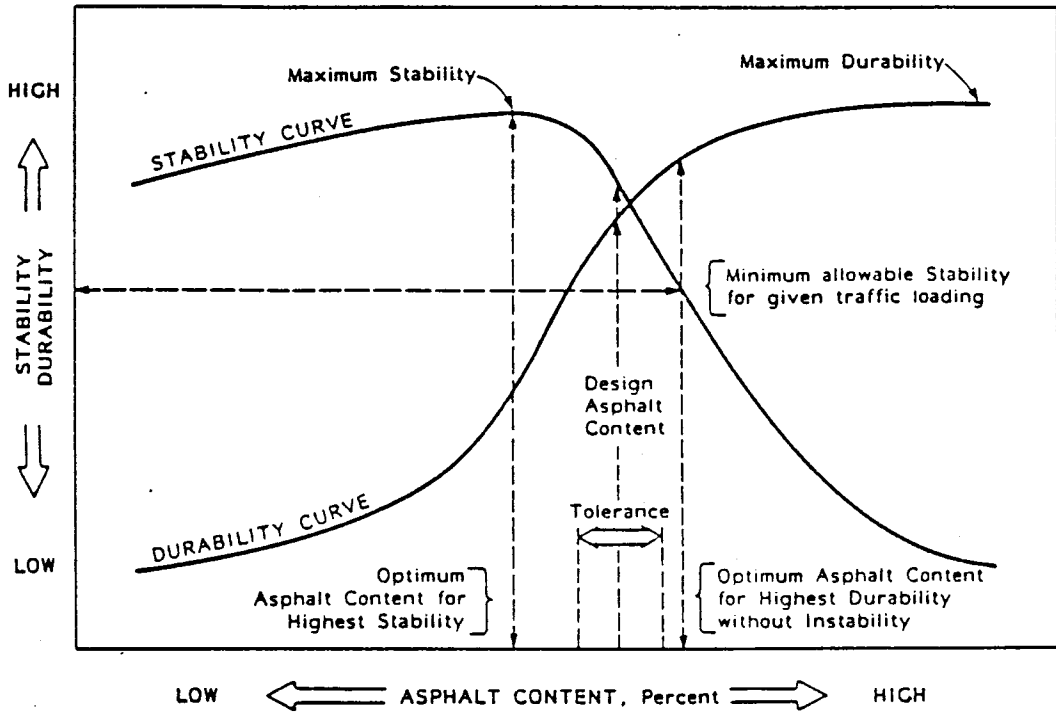 Maximum Stability
Maximum Durability
HIGH
STABILITY CURVE
STABILITY
DURABILITY
Minimum allowable Stability
for given traffic loading
Design
Asphalt
Content
Tolerance
DURABILITY CURVE
LOW
Optimum
Asphalt Content for
Highest Stability
Optimum Asphalt Content
for Highest Durability
without Instability
LOW
ASPHALT CONTENT, Percent
HIGH